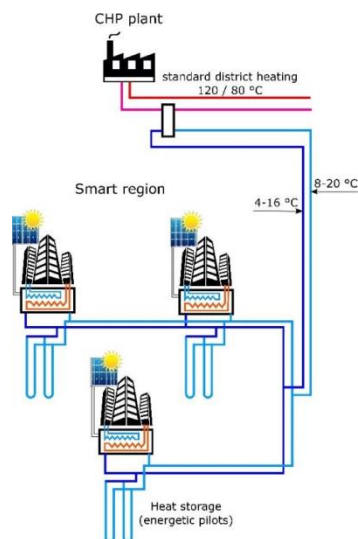 CHP plant
standard district heating
120 / 80 °C
Smart region
8-20 °C
4-16 °C
Heat storage
(energetic pilots)